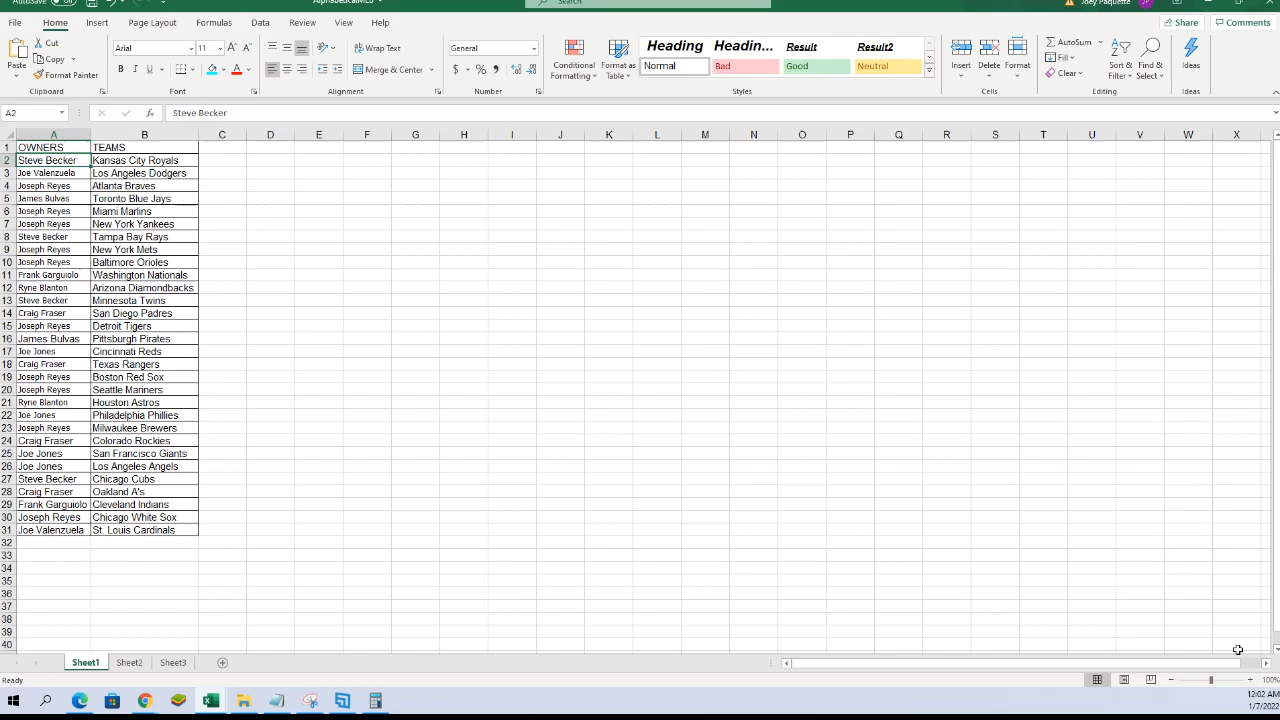 AutoSave Off AlphabeticalMLB Search Joey Paquette JP
File Home Insert Page Layout Formulas Data Review View Help Share Comments
Cut Arial 11 A A Wrap Text General Heading Headin... Result Result2 AutoSum
Copy Fill
Paste Format Painter B I U Merge & Center $ % Conditional Formatting Format as Table Normal Bad Good Neutral Insert Delete Format Clear Sort & Filter Find & Select Ideas
Clipboard Font Alignment Number Styles Cells Editing Ideas
A2 fx Steve Becker
A B C D E F G H I J K L M N O P Q R S T U V W X
1 OWNERS TEAMS
2 Steve Becker Kansas City Royals
3 Joe Valenzuela Los Angeles Dodgers
4 Joseph Reyes Atlanta Braves
5 James Bulvas Toronto Blue Jays
6 Joseph Reyes Miami Marlins
7 Joseph Reyes New York Yankees
8 Steve Becker Tampa Bay Rays
9 Joseph Reyes New York Mets
10 Joseph Reyes Baltimore Orioles
11 Frank Garguiolo Washington Nationals
12 Ryne Blanton Arizona Diamondbacks
13 Steve Becker Minnesota Twins
14 Craig Fraser San Diego Padres
15 Joseph Reyes Detroit Tigers
16 James Bulvas Pittsburgh Pirates
17 Joe Jones Cincinnati Reds
18 Craig Fraser Texas Rangers
19 Joseph Reyes Boston Red Sox
20 Joseph Reyes Seattle Mariners
21 Ryne Blanton Houston Astros
22 Joe Jones Philadelphia Phillies
23 Joseph Reyes Milwaukee Brewers
24 Craig Fraser Colorado Rockies
25 Joe Jones San Francisco Giants
26 Joe Jones Los Angeles Angels
27 Steve Becker Chicago Cubs
28 Craig Fraser Oakland A's
29 Frank Garguiolo Cleveland Indians
30 Joseph Reyes Chicago White Sox
31 Joe Valenzuela St. Louis Cardinals
32
33
34
35
36
37
38
39
40
Sheet1 Sheet2 Sheet3
Ready 100%
12:02 AM
1/7/2022